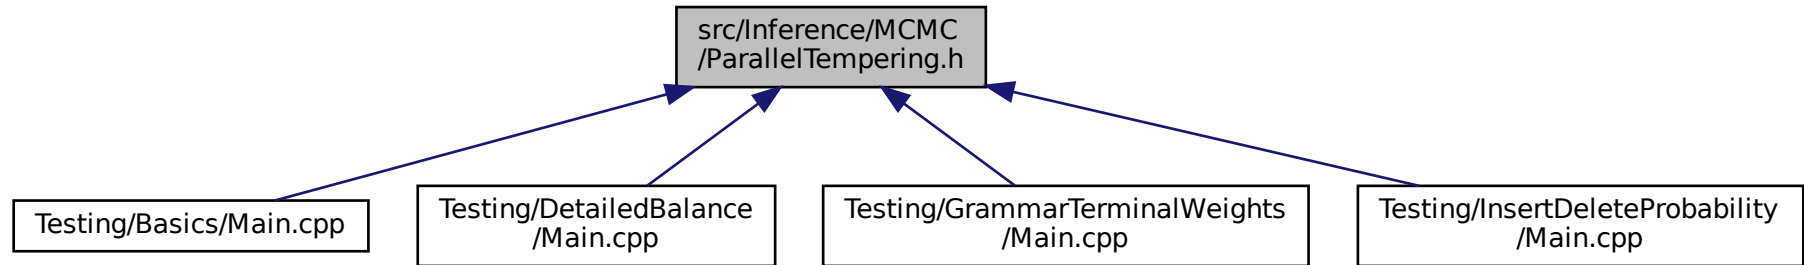 src/Inference/MCMC
/ParallelTempering.h
Testing/Basics/Main.cpp
Testing/DetailedBalance
/Main.cpp
Testing/GrammarTerminalWeights
/Main.cpp
Testing/InsertDeleteProbability
/Main.cpp